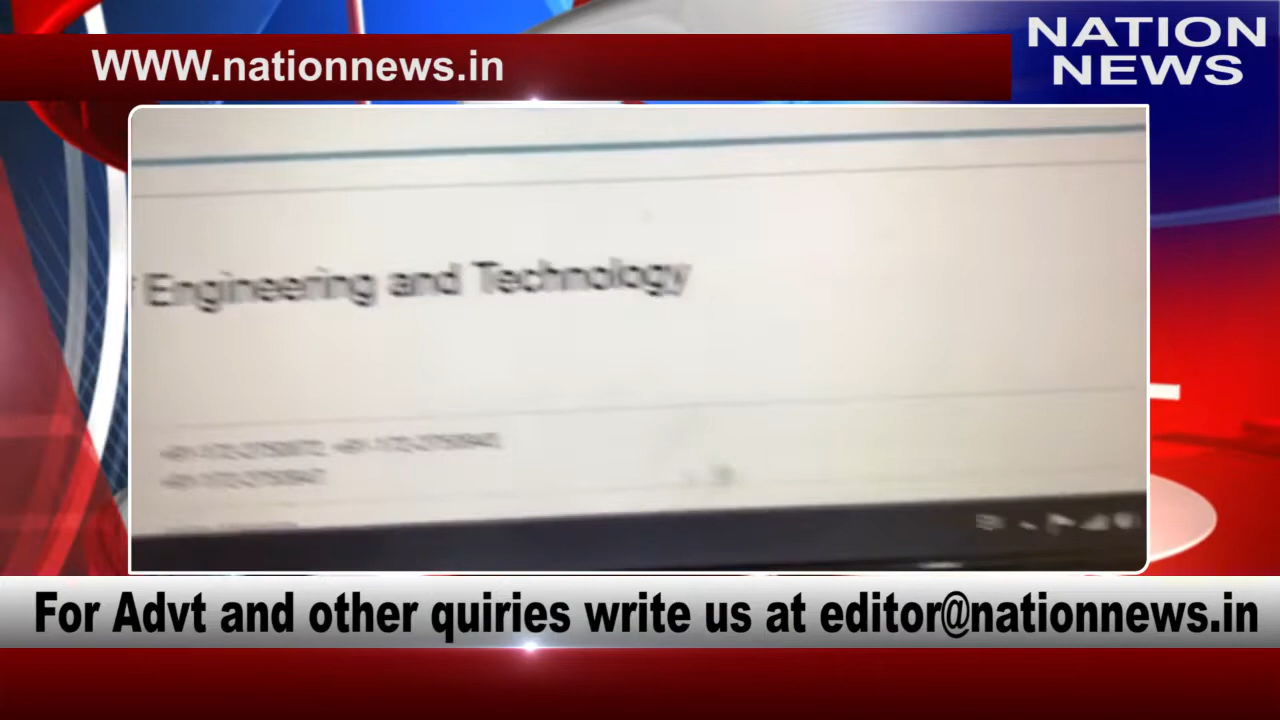 WWW.nationnews.in
NATION
NEWS
Engineering and Technology
For Advt and other quiries write us at editor@nationnews.in